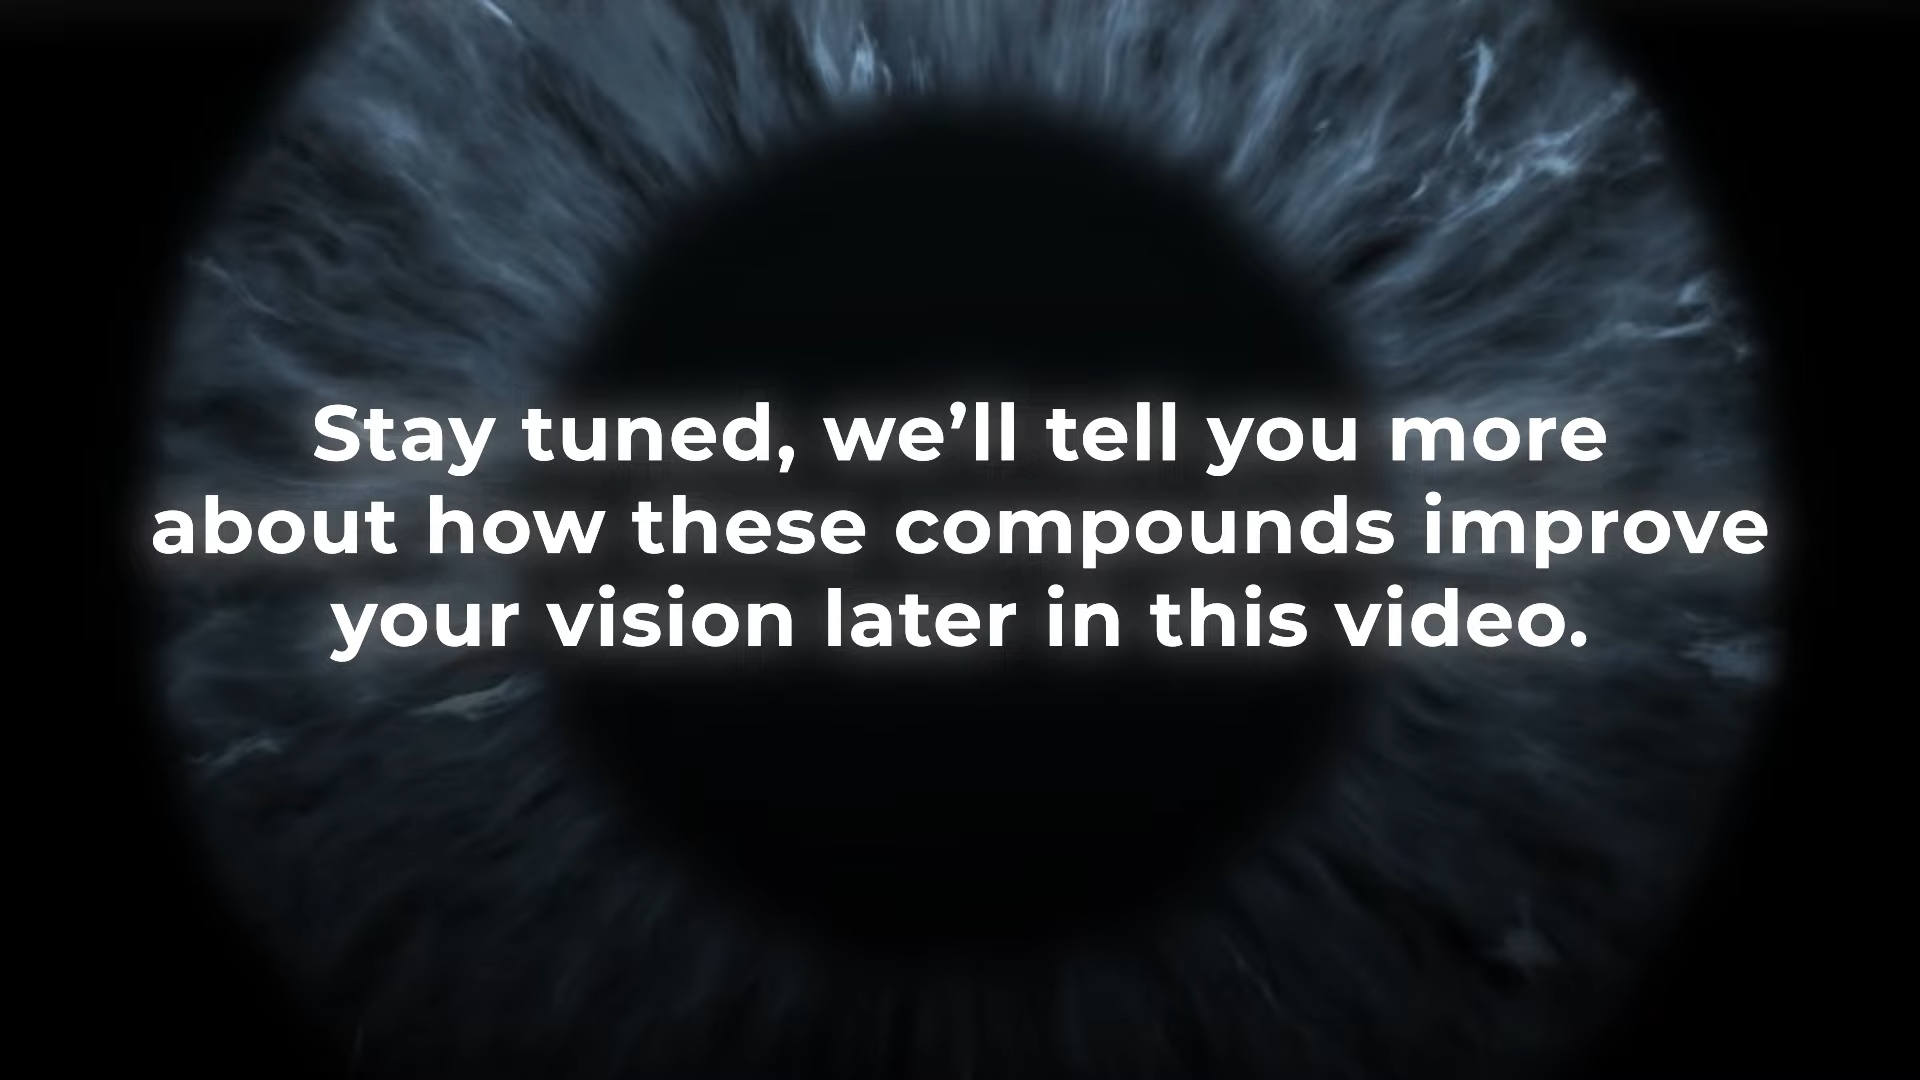 Stay tuned, we’ll tell you more
about how these compounds improve
your vision later in this video.